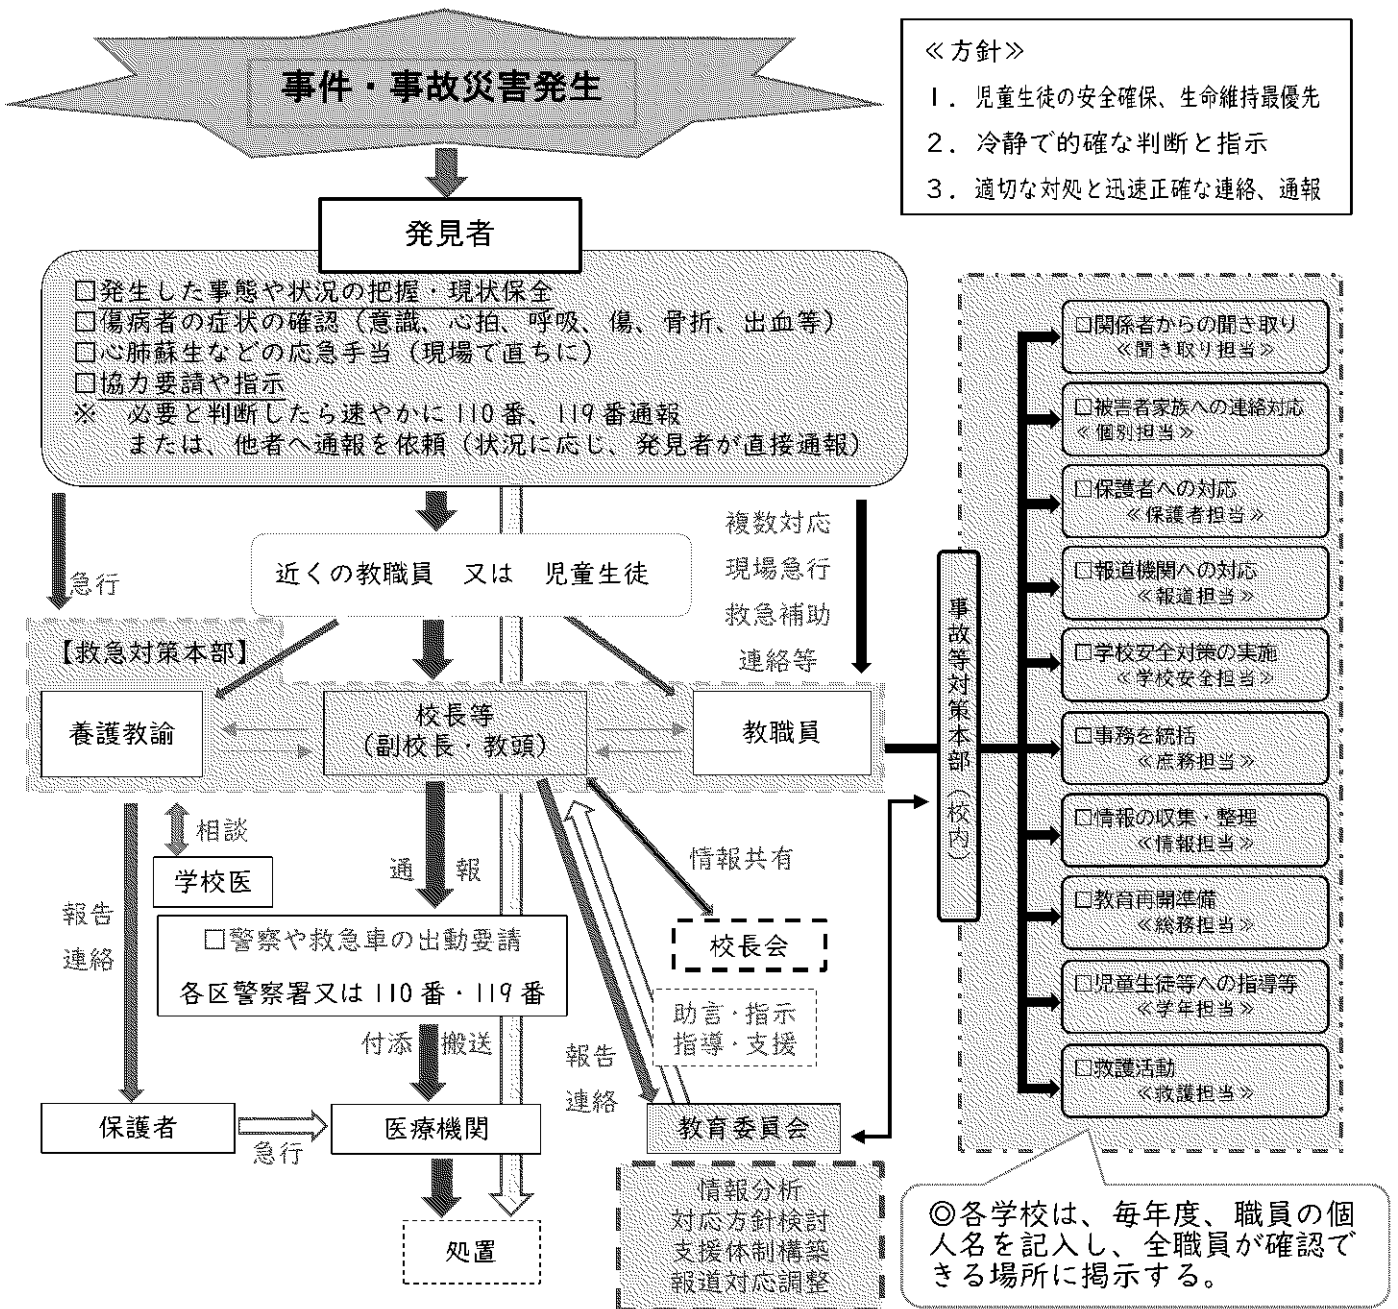 事件・事故災害発生
≪方針≫
1．児童生徒の安全確保、生命維持最優先
2．冷静で的確な判断と指示
3．適切な対処と迅速正確な連絡、通報
発見者
□発生した事態や状況の把握・現状保全
□傷病者の症状の確認（意識、心拍、呼吸、傷、骨折、出血等）
□心肺蘇生などの応急手当（現場で直ちに）
□協力要請や指示
※　必要と判断したら速やかに110番、119番通報
または、他者へ通報を依頼（状況に応じ、発見者が直接通報）
急行
近くの教職員　又は　児童生徒
複数対応
現場急行
救急補助
連絡等
【救急対策本部】
養護教諭
校長等
（副校長・教頭）
教職員
相談
学校医
報告
連絡
通　報
□警察や救急車の出動要請
各区警察署又は110番・119番
付添　搬送
情報共有
校長会
助言・指示
指導・支援
報告
連絡
保護者
急行
医療機関
処置
教育委員会
情報分析
対応方針検討
支援体制構築
報道対応調整
事故等対策本部（校内）
□関係者からの聞き取り
≪聞き取り担当≫
□被害者家族への連絡対応
≪個別担当≫
□保護者への対応
≪保護者担当≫
□報道機関への対応
≪報道担当≫
□学校安全対策の実施
≪学校安全担当≫
□事務を統括
≪庶務担当≫
□情報の収集・整理
≪情報担当≫
□教育再開準備
≪総務担当≫
□児童生徒等への指導等
≪学年担当≫
□救護活動
≪救護担当≫
◎各学校は、毎年度、職員の個
人名を記入し、全職員が確認で
きる場所に掲示する。